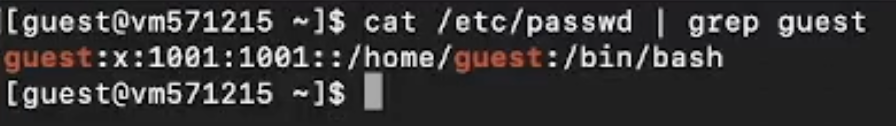 [guest@vm571215 ~]$ cat /etc/passwd | grep guest
guest:x:1001:1001::/home/guest:/bin/bash
[guest@vm571215 ~]$